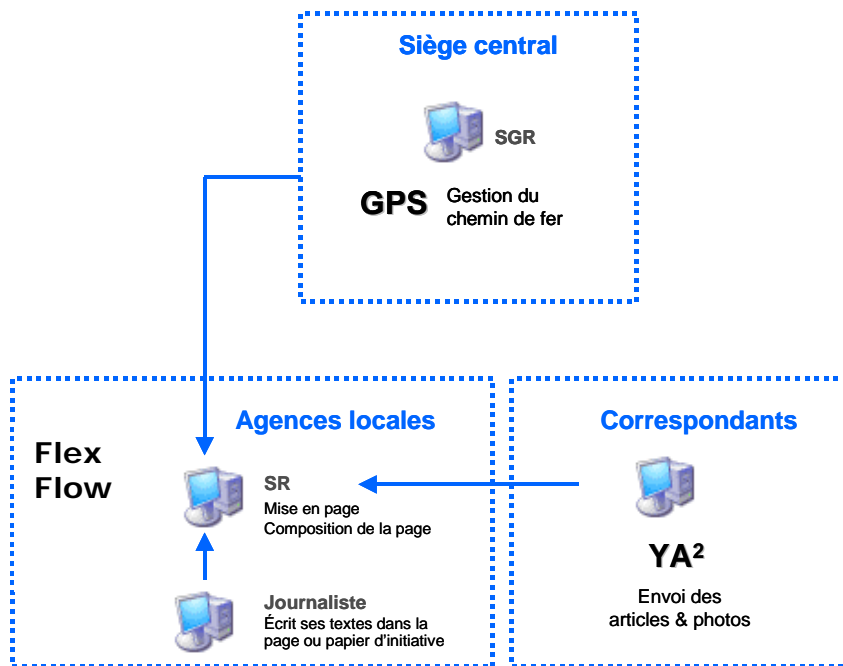 Siège central
SGR
GPS
Gestion du
chemin de fer
Agences locales
Flex
Flow
SR
Mise en page
Composition de la page
Journaliste
Écrit ses textes dans la
page ou papier d'initiative
Correspondants
YA²
Envoi des
articles & photos